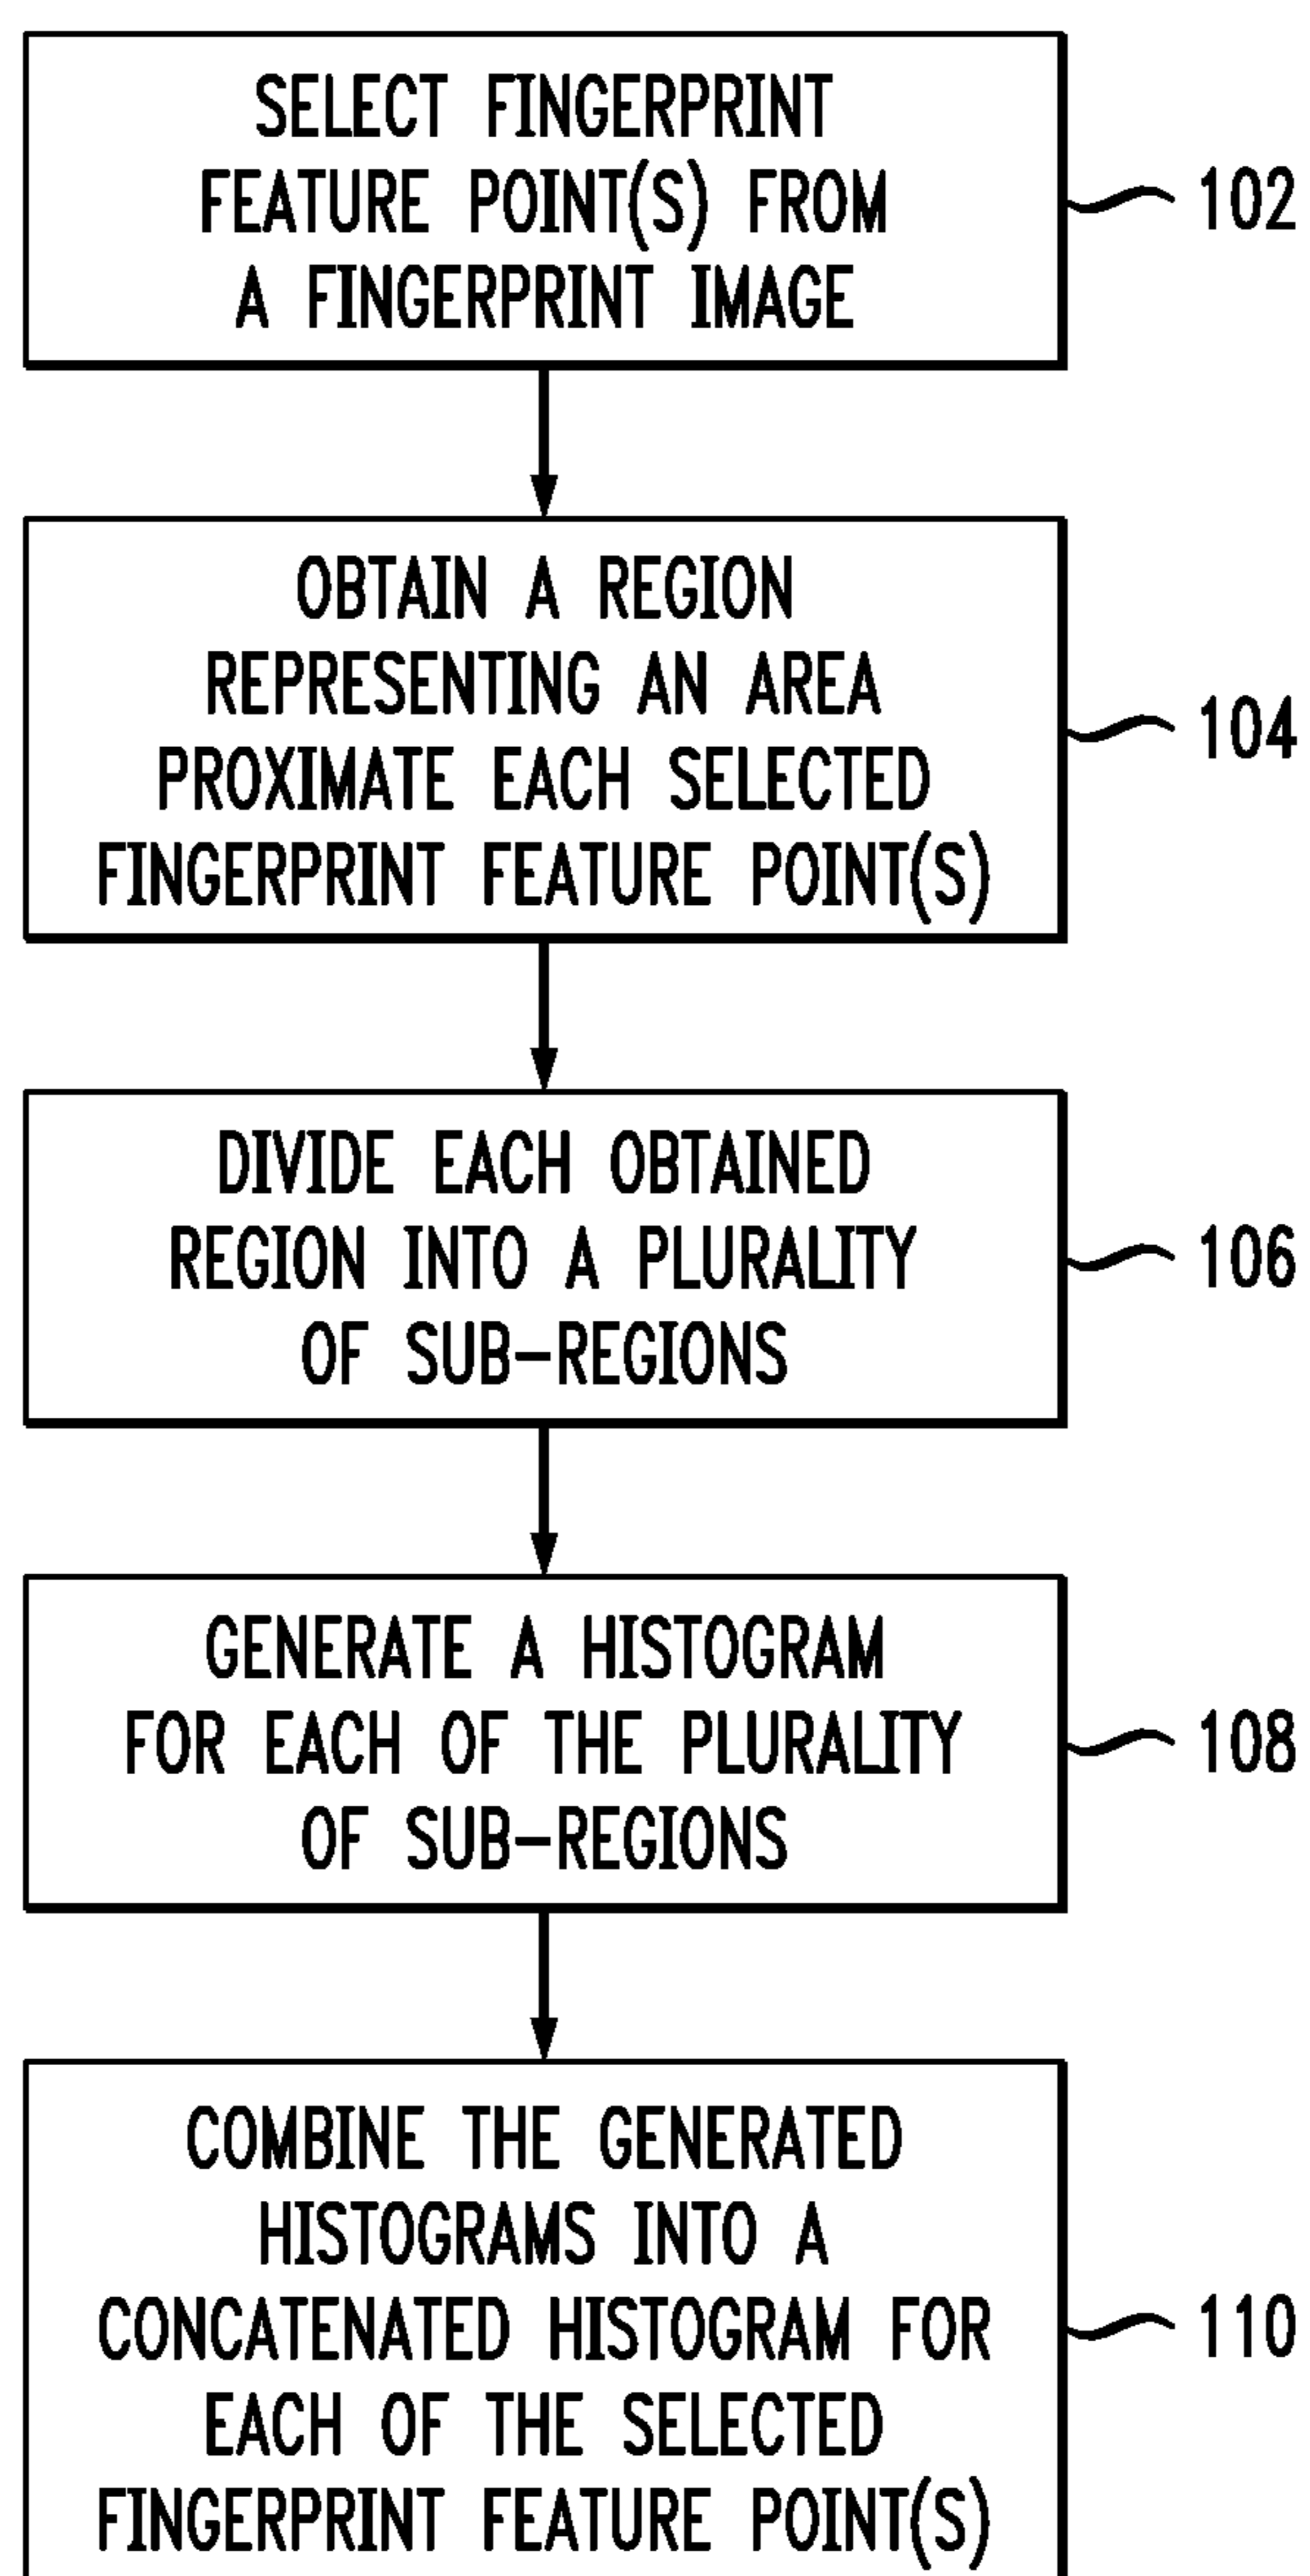 SELECT FINGERPRINT
FEATURE POINT(S) FROM
A FINGERPRINT IMAGE
102
OBTAIN A REGION
REPRESENTING AN AREA
PROXIMATE EACH SELECTED
FINGERPRINT FEATURE POINT(S)
104
DIVIDE EACH OBTAINED
REGION INTO A PLURALITY
OF SUB-REGIONS
106
GENERATE A HISTOGRAM
FOR EACH OF THE PLURALITY
OF SUB-REGIONS
108
COMBINE THE GENERATED
HISTOGRAMS INTO A
CONCATENATED HISTOGRAM FOR
EACH OF THE SELECTED
FINGERPRINT FEATURE POINT(S)
110